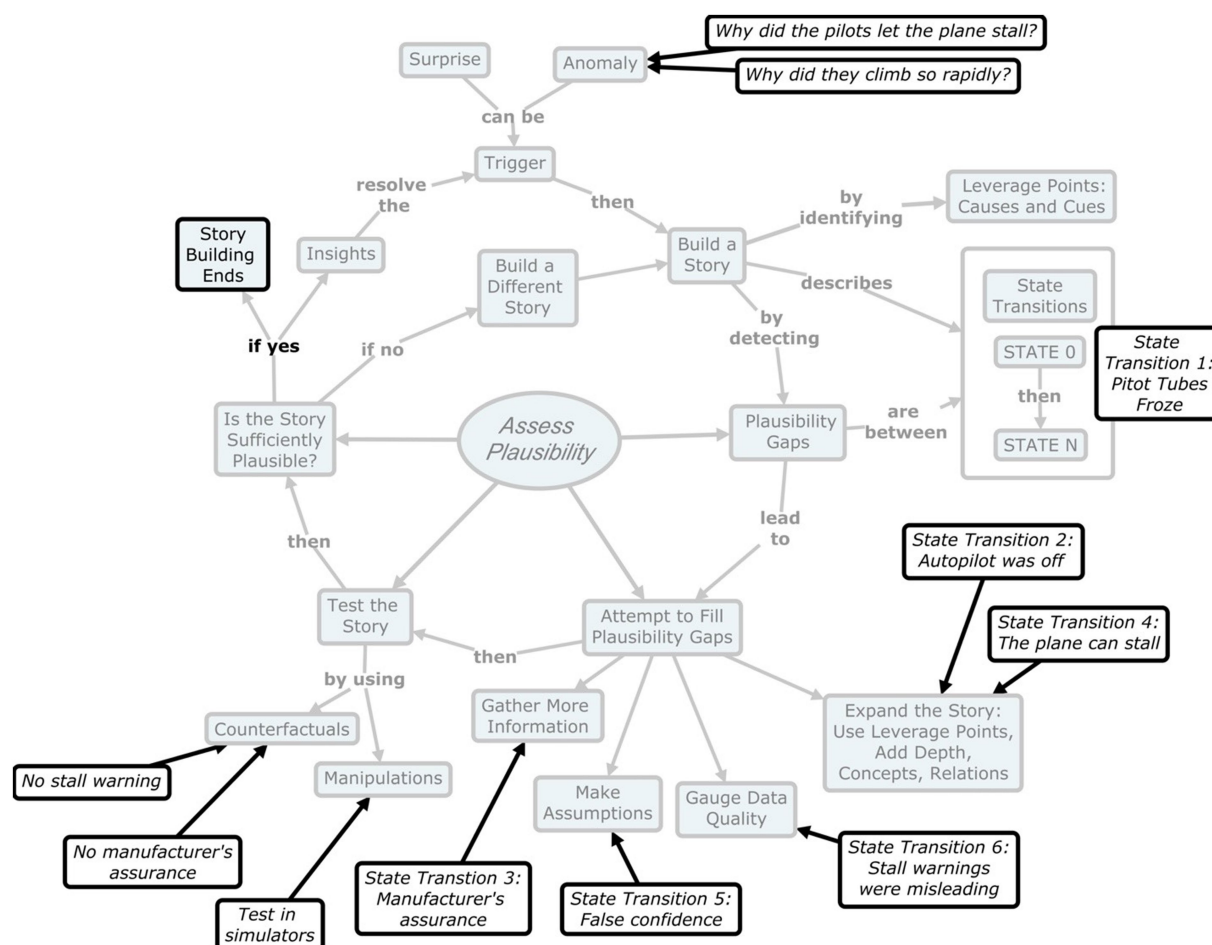 Why did the pilots let the plane stall?
Surprise
Anomaly
Why did they climb so rapidly?
can be
Trigger
resolve
the
then
by
identifying
Leverage Points:
Causes and Cues
Story
Building
Ends
Insights
Build a
Different
Story
Build a
Story
describes
State
Transitions
if yes
if no
by
detecting
STATE 0
then
STATE N
State
Transition 1:
Pitot Tubes
Froze
Is the Story
Sufficiently
Plausible?
Assess
Plausibility
Plausibility
Gaps
are
between
then
lead
to
State Transition 2:
Autopilot was off
Test the
Story
Attempt to Fill
Plausibility Gaps
State Transition 4:
The plane can stall
then
by using
Counterfactuals
Gather More
Information
Expand the Story:
Use Leverage Points,
Add Depth,
Concepts, Relations
No stall warning
Manipulations
Make
Assumptions
Gauge Data
Quality
No manufacturer's
assurance
Test in
simulators
State Transtion 3:
Manufacturer's
assurance
State Transition 5:
False confidence
State Transition 6:
Stall warnings
were misleading